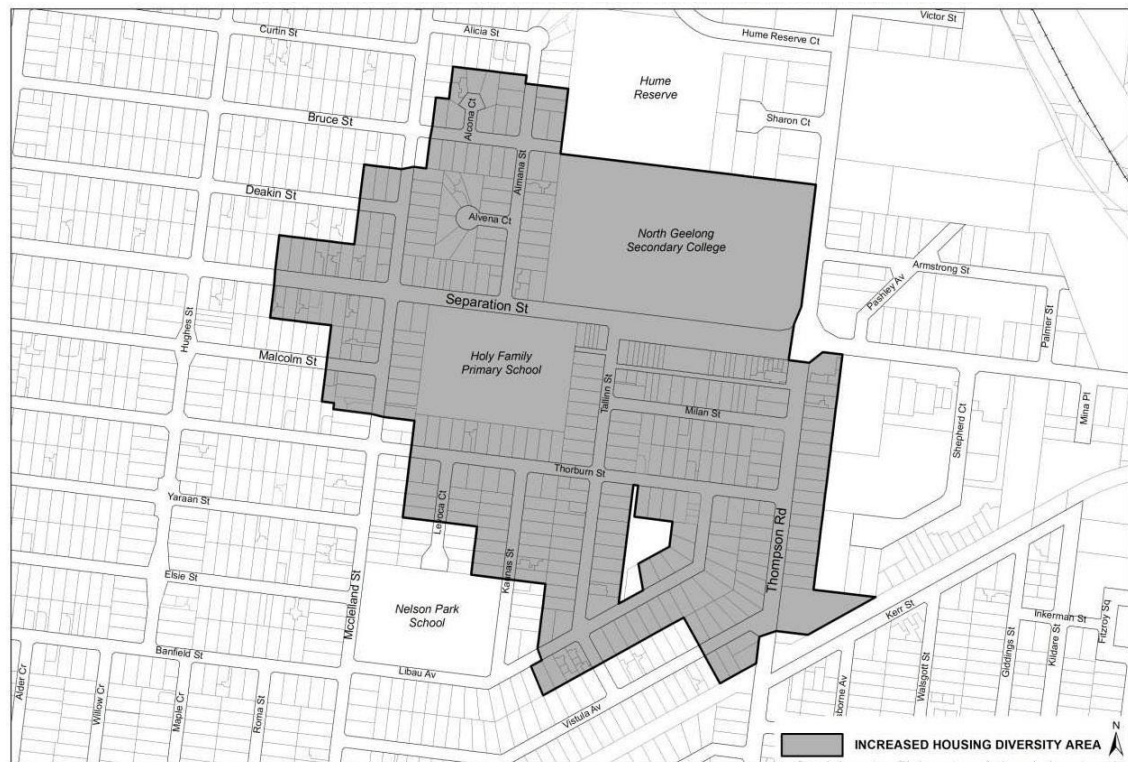 Victor St
Alicia St
Curtin St
Hume Reserve Ct
Hume
Reserve
Alcona Ct
Bruce St
Sharon Ct
Almana St
Deakin St
Alvena Ct
North Geelong
Secondary College
Armstrong St
Pashley Av
Separation St
Hughes St
Palmer St
Malcolm St
Holy Family
Primary School
Tallinn St
Milan St
Mina Pl
Shepherd Ct
Thorburn St
Yaraan St
Levoca Ct
Thompson Rd
Kaunas St
Elsie St
Mcclelland St
Nelson Park
School
Kerr St
Inkerman St
Fitzroy Sq
Giddings St
Kildare St
Walsgott St
Banfield St
Libau Av
Alder Cr
Willow Cr
Maple Cr
Roma St
Vistula Av
sborne Av
N
INCREASED HOUSING DIVERSITY AREA